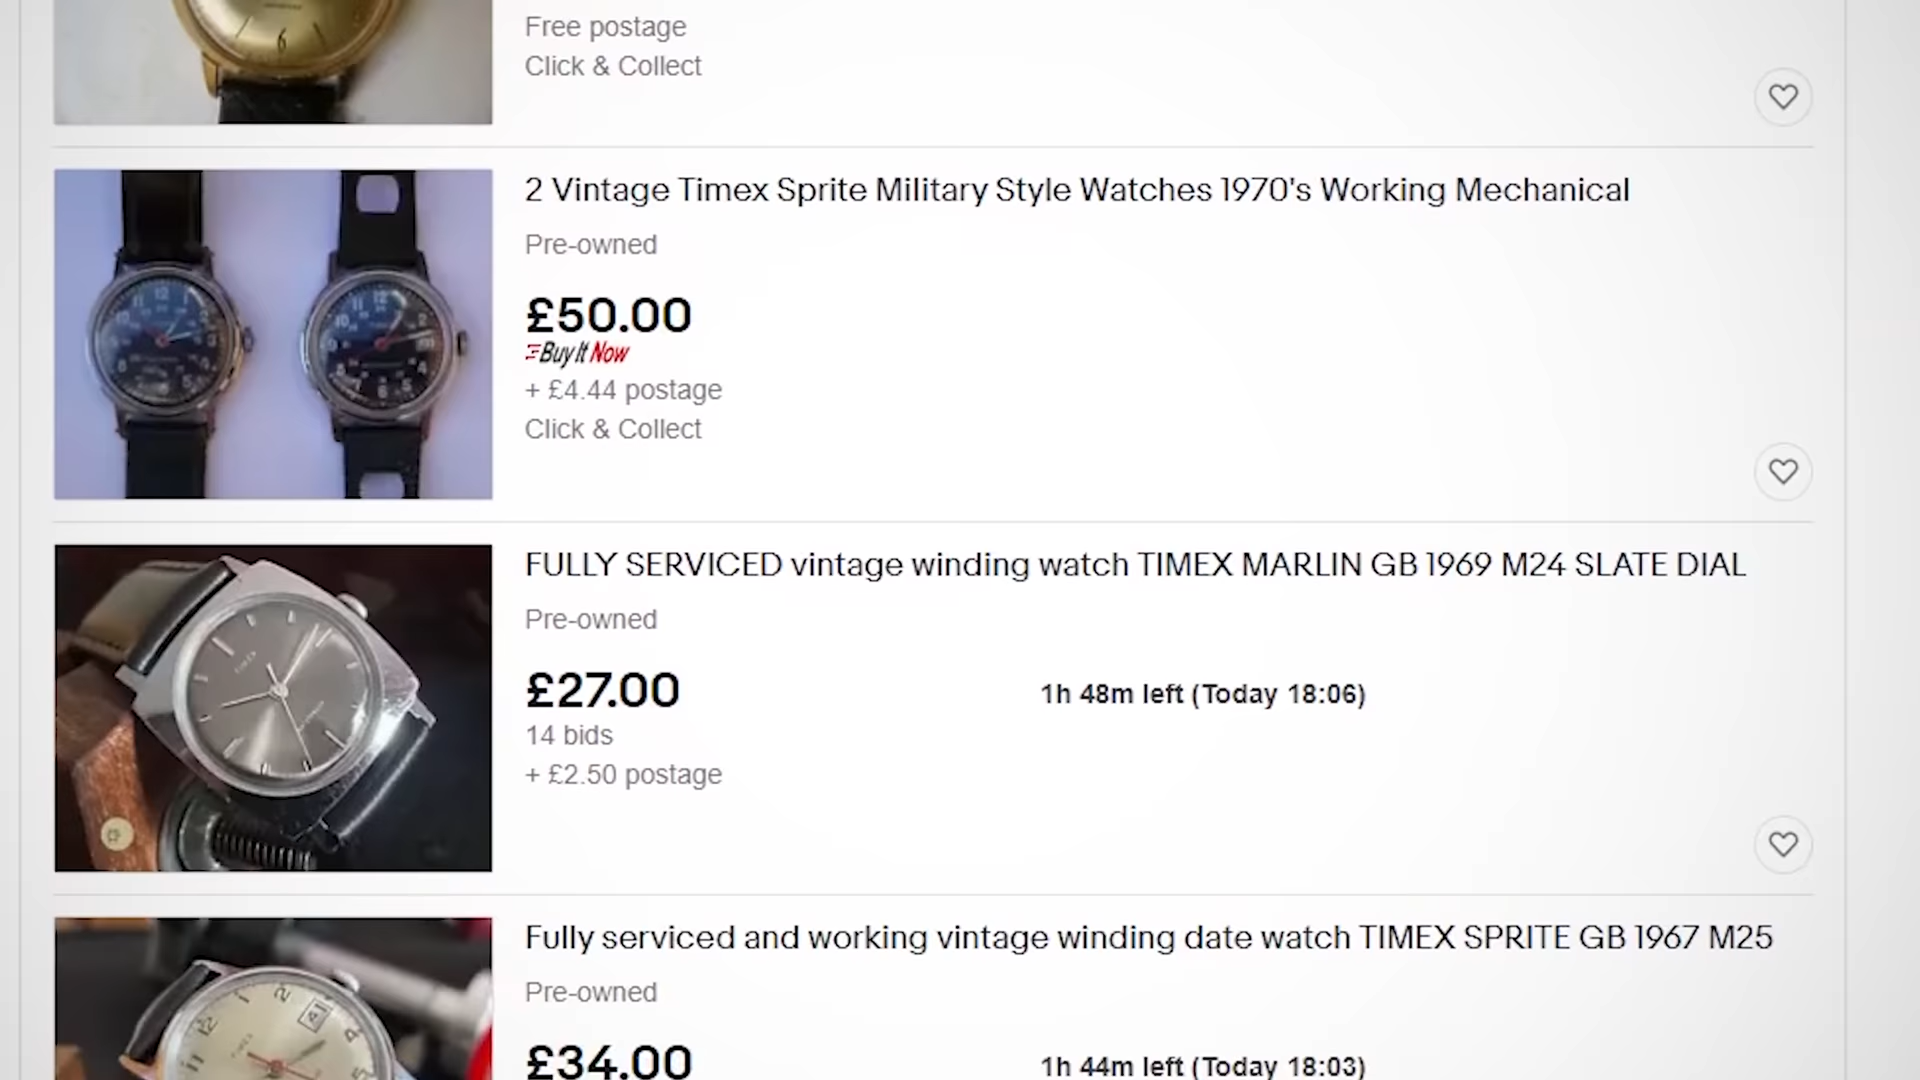 Free postage
Click & Collect
2 Vintage Timex Sprite Military Style Watches 1970's Working Mechanical
Pre-owned
£50.00
Buy It Now
+ £4.44 postage
Click & Collect
FULLY SERVICED vintage winding watch TIMEX MARLIN GB 1969 M24 SLATE DIAL
Pre-owned
£27.00
1h 48m left (Today 18:06)
14 bids
+ £2.50 postage
Fully serviced and working vintage winding date watch TIMEX SPRITE GB 1967 M25
Pre-owned
£34.00
1h 44m left (Today 18:03)